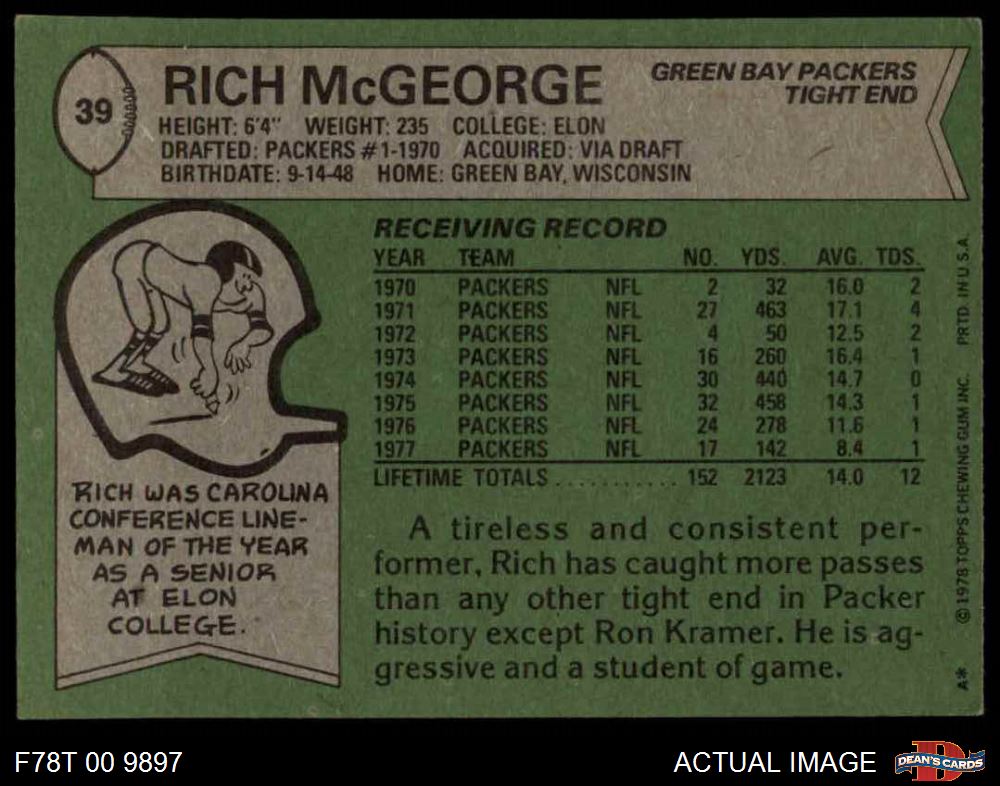 39
RICH McGEORGE
GREEN BAY PACKERS
TIGHT END
HEIGHT: 6'4" WEIGHT: 235 COLLEGE: ELON
DRAFTED: PACKERS #1-1970 ACQUIRED: VIA DRAFT
BIRTHDATE: 9-14-48 HOME: GREEN BAY, WISCONSIN
RECEIVING RECORD
YEAR TEAM NO. YDS. AVG. TDS.
1970 PACKERS NFL 2 32 16.0 2
1971 PACKERS NFL 27 463 17.1 4
1972 PACKERS NFL 4 50 12.5 2
1973 PACKERS NFL 16 260 16.4 1
1974 PACKERS NFL 30 440 14.7 0
1975 PACKERS NFL 32 458 14.3 1
1976 PACKERS NFL 24 278 11.6 1
1977 PACKERS NFL 17 142 8.4 1
LIFETIME TOTALS............ 152 2123 14.0 12
RICH WAS CAROLINA
CONFERENCE LINE-
MAN OF THE YEAR
AS A SENIOR
AT ELON
COLLEGE.
A tireless and consistent per-
former, Rich has caught more passes
than any other tight end in Packer
history except Ron Kramer. He is ag-
gressive and a student of game.
A* © 1978 TOPPS CHEWING GUM INC. PRTD. IN U.S.A.
F78T 00 9897
ACTUAL IMAGE
D
DEAN'S CARDS